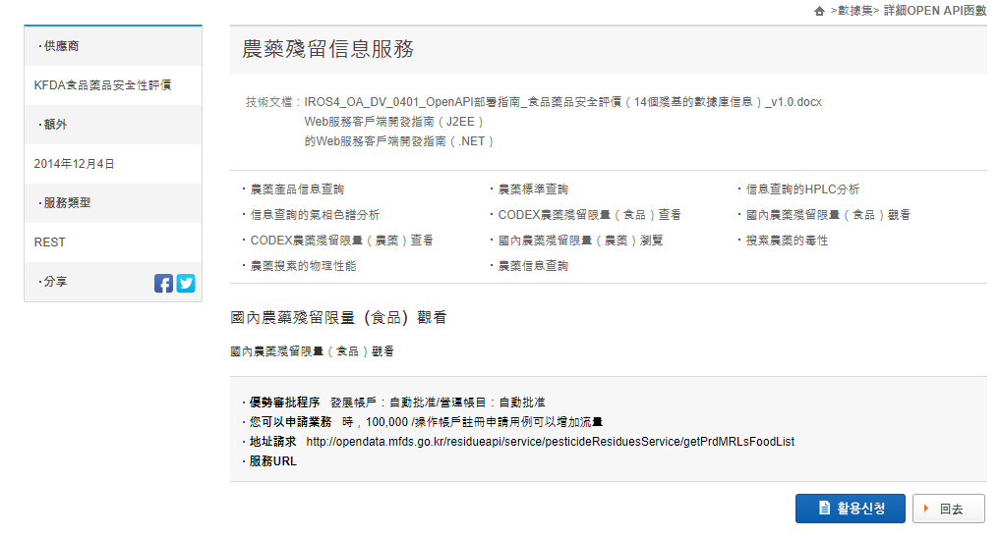 >數據集> 詳細OPEN API函數
·供應商
KFDA食品藥品安全性評價
·額外
2014年12月4日
·服務類型
REST
·分享
農藥殘留信息服務
技術文檔：IROS4_OA_DV_0401_OpenAPI部署指南_食品藥品安全評價（14個殘基的數據庫信息）_v1.0.docx
Web服務客戶端開發指南（J2EE）
的Web服務客戶端開發指南（.NET）
· 農藥產品信息查詢
· 農藥標準查詢
· 信息查詢的HPLC分析
· 信息查詢的氣相色譜分析
· CODEX農藥殘留限量（食品）查看
· 國內農藥殘留限量（食品）觀看
· CODEX農藥殘留限量（農藥）查看
· 國內農藥殘留限量（農藥）瀏覽
· 搜索農藥的毒性
· 農藥搜索的物理性能
· 農藥信息查詢
國內農藥殘留限量（食品）觀看
國內農藥殘留限量（食品）觀看
· 優勢審批程序 發展帳戶：自動批准/營運帳目：自動批准
· 您可以申請業務 時，100,000 /操作帳戶註冊申請用例可以增加流量
· 地址請求 http://opendata.mfds.go.kr/residueapi/service/pesticideResiduesService/getPrdMRLsFoodList
· 服務URL
活用신청
回去